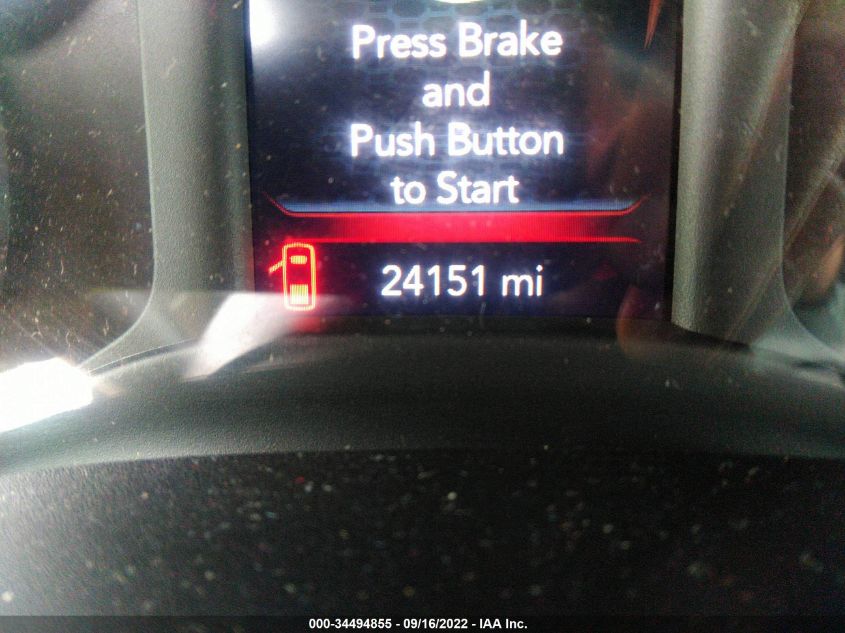 Press Brake
and
Push Button
to Start
24151 mi
000-34494855 - 09/16/2022 - IAA Inc.